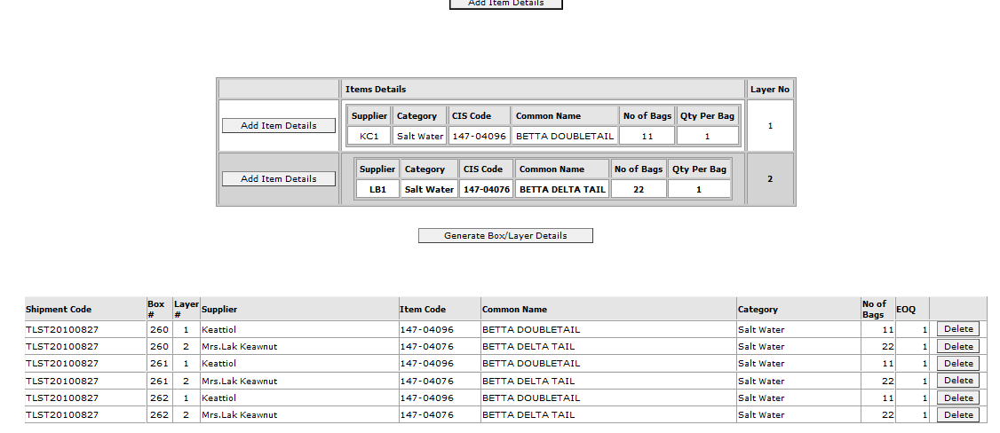 Add Item Details
Items Details Layer No
Add Item Details
Supplier Category CIS Code Common Name No of Bags Qty Per Bag
KC1 Salt Water 147-04096 BETTA DOUBLETAIL 11 1
1
Add Item Details
Supplier Category CIS Code Common Name No of Bags Qty Per Bag
LB1 Salt Water 147-04076 BETTA DELTA TAIL 22 1
2
Generate Box/Layer Details
Shipment Code Box # Layer # Supplier Item Code Common Name Category No of Bags EOQ
TLST20100827 260 1 Keattiol 147-04096 BETTA DOUBLETAIL Salt Water 11 1 Delete
TLST20100827 260 2 Mrs.Lak Keawnut 147-04076 BETTA DELTA TAIL Salt Water 22 1 Delete
TLST20100827 261 1 Keattiol 147-04096 BETTA DOUBLETAIL Salt Water 11 1 Delete
TLST20100827 261 2 Mrs.Lak Keawnut 147-04076 BETTA DELTA TAIL Salt Water 22 1 Delete
TLST20100827 262 1 Keattiol 147-04096 BETTA DOUBLETAIL Salt Water 11 1 Delete
TLST20100827 262 2 Mrs.Lak Keawnut 147-04076 BETTA DELTA TAIL Salt Water 22 1 Delete